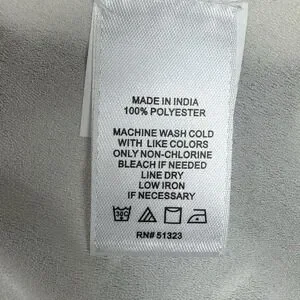 MADE IN INDIA
100% POLYESTER
MACHINE WASH COLD
WITH LIKE COLORS
ONLY NON-CHLORINE
BLEACH IF NEEDED
LINE DRY
LOW IRON
IF NECESSARY
30C
RN# 51323